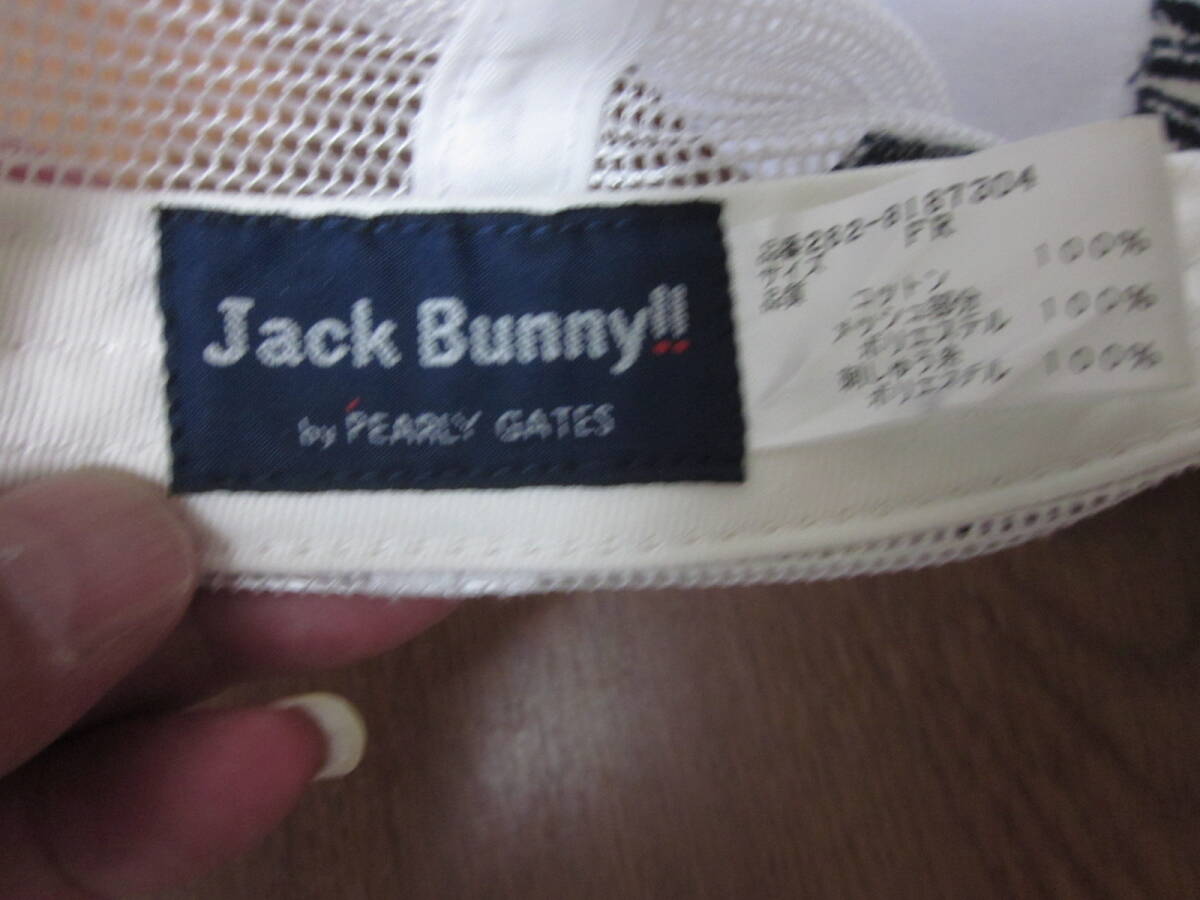 Jack Bunny!!
by PEARLY GATES
品番262-8187304
サイズ FR
品質
コットン 100%
メッシュ部分
ポリエステル 100%
刺しゅう糸
ポリエステル 100%